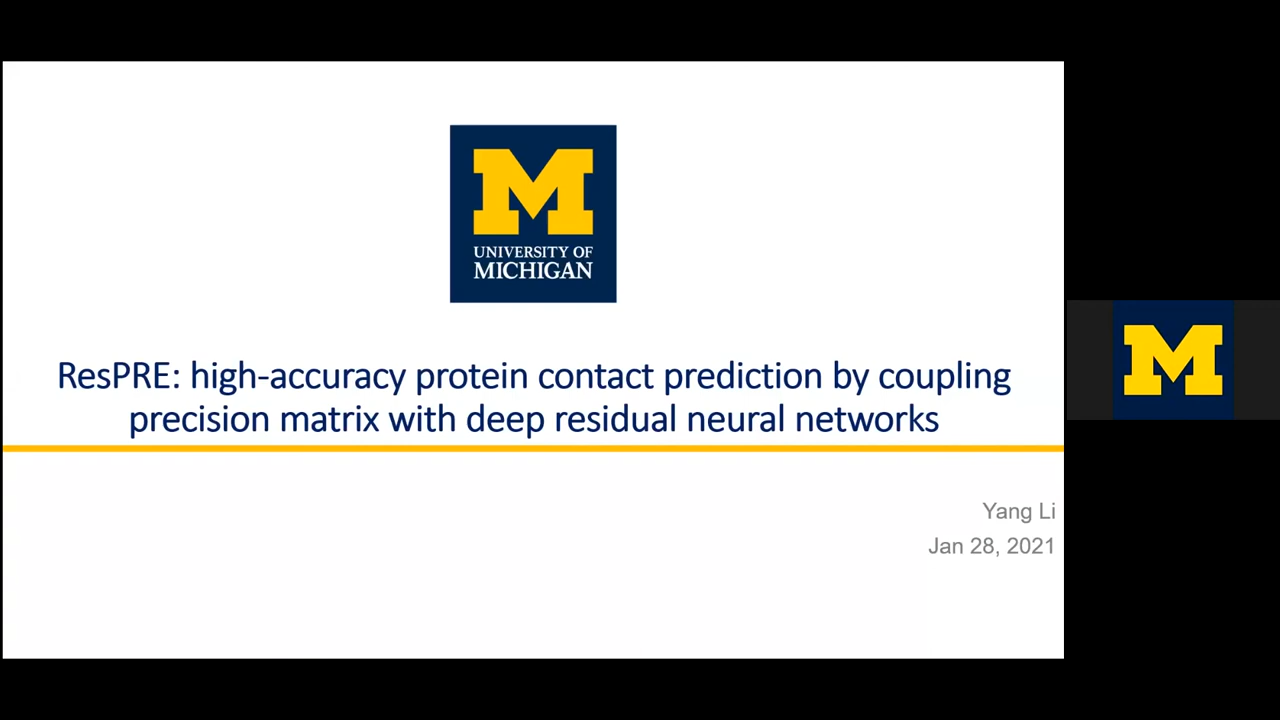 M
UNIVERSITY OF
MICHIGAN
ResPRE: high-accuracy protein contact prediction by coupling
precision matrix with deep residual neural networks
Yang Li
Jan 28, 2021
M